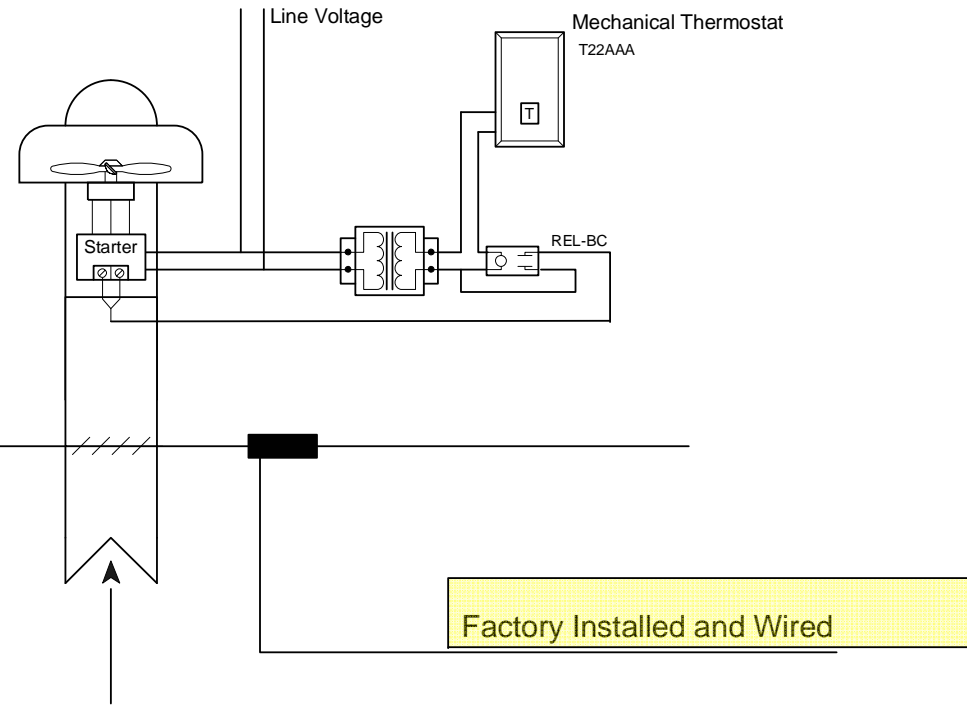 Line Voltage
Mechanical Thermostat
T22AAA
T
Starter
REL-BC
Factory Installed and Wired